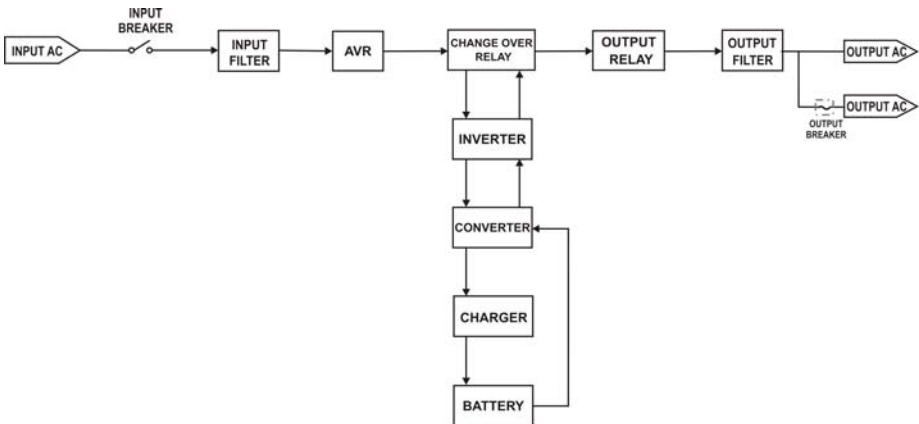 INPUT
BREAKER
INPUT AC
INPUT
FILTER
AVR
CHANGE OVER
RELAY
OUTPUT
RELAY
OUTPUT
FILTER
OUTPUT AC
OUTPUT AC
OUTPUT
BREAKER
INVERTER
CONVERTER
CHARGER
BATTERY